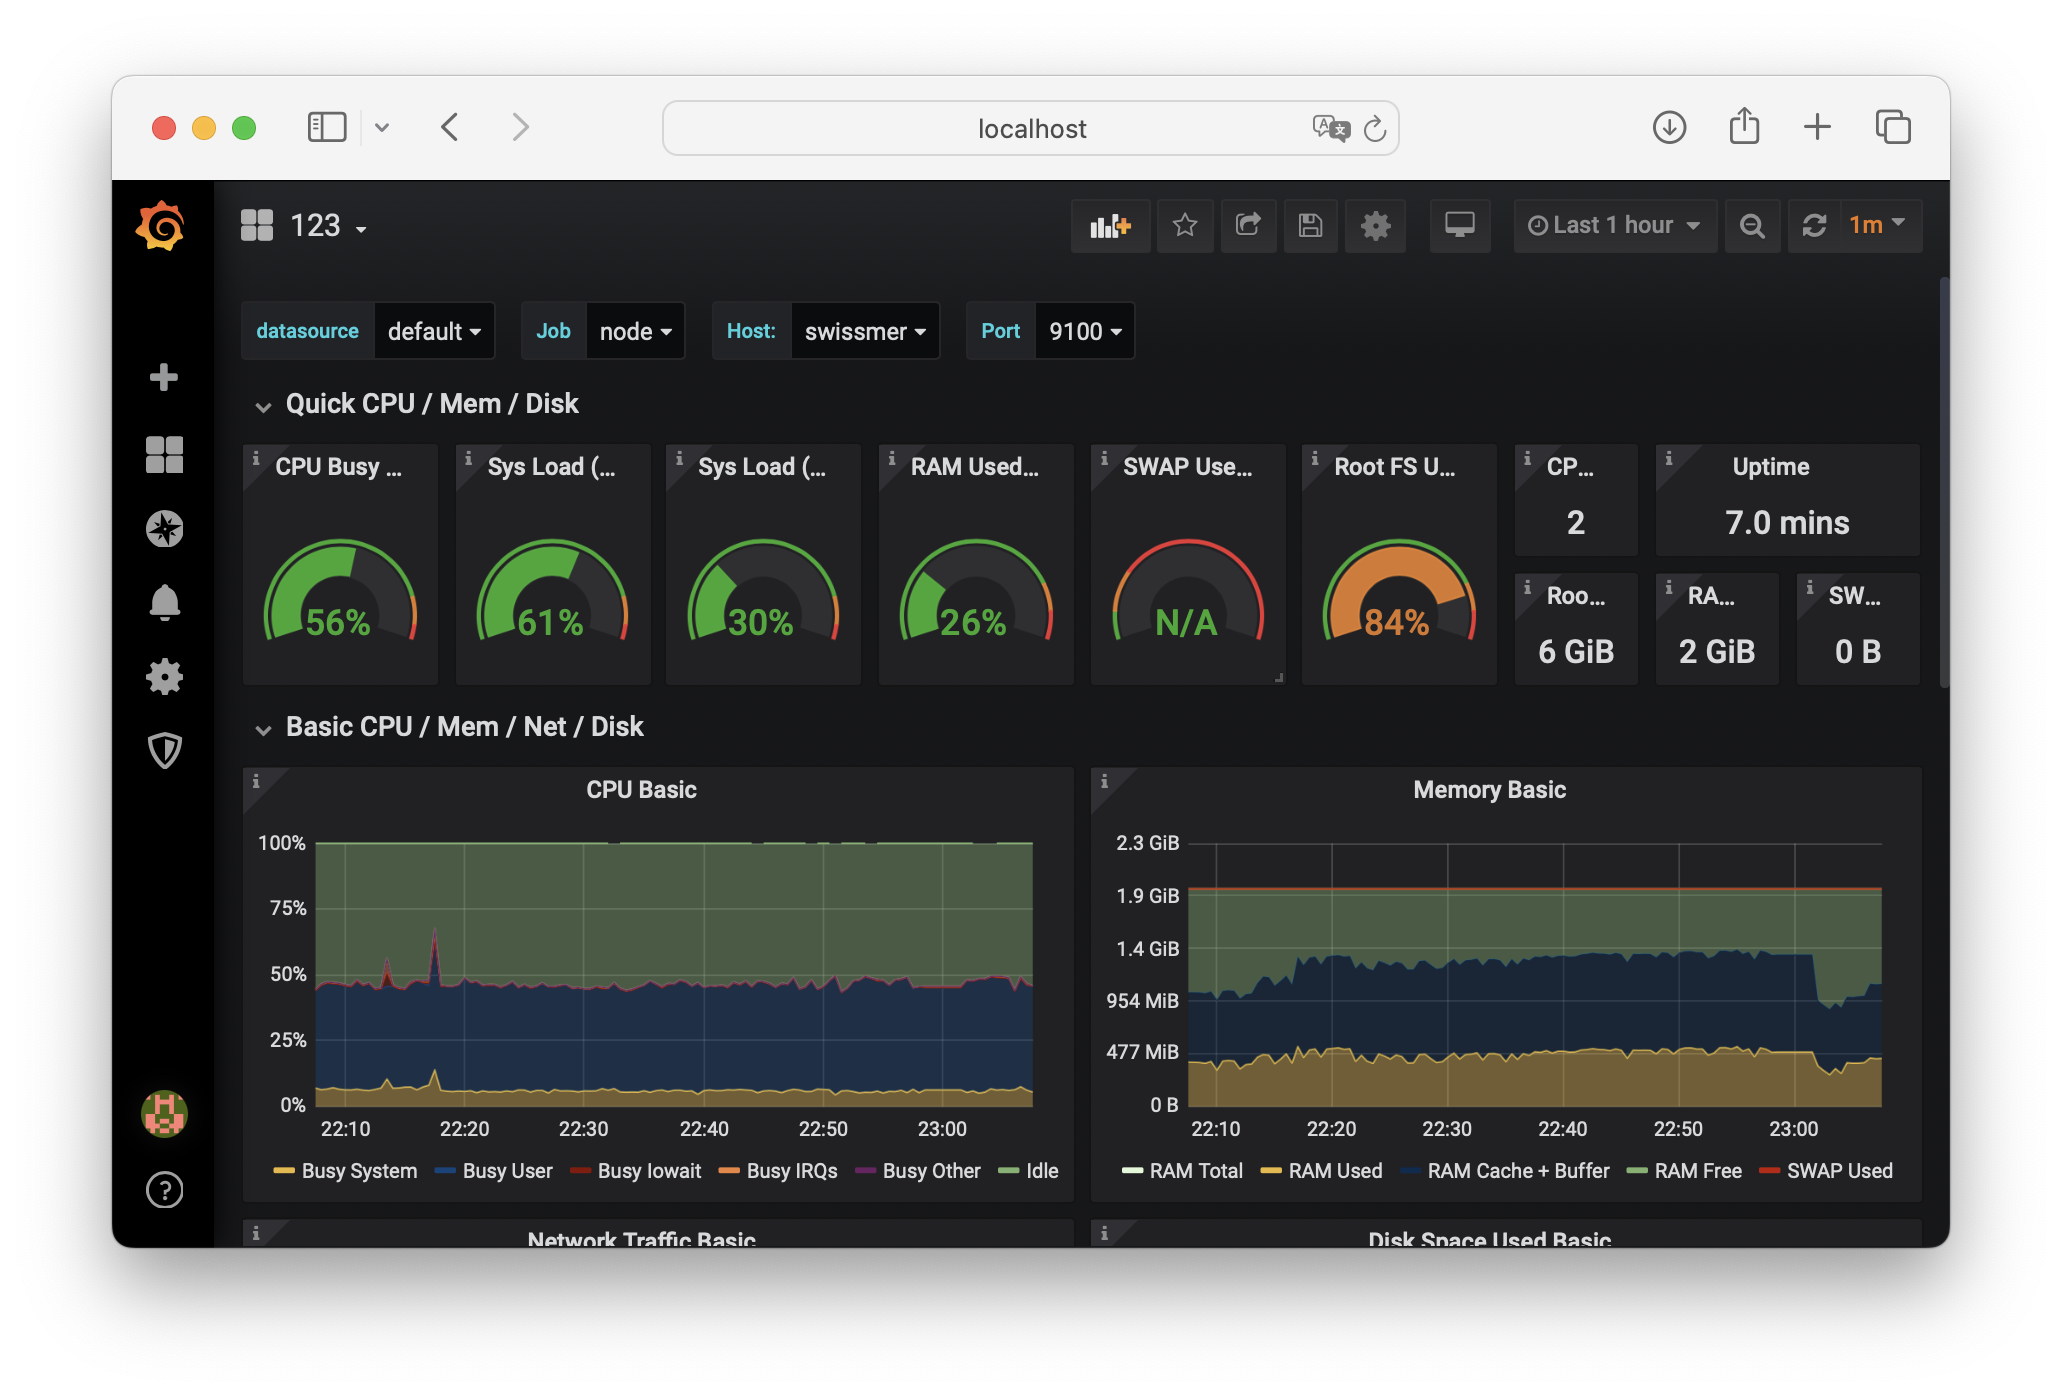 localhost
123
Last 1 hour
1m
datasource default
Job node
Host: swissmer
Port 9100
Quick CPU / Mem / Disk
CPU Busy ...
56%
Sys Load (...
61%
Sys Load (...
30%
RAM Used...
26%
SWAP Use...
N/A
Root FS U...
84%
CP...
2
Uptime
7.0 mins
Roo...
6 GiB
RA...
2 GiB
SW...
0 B
Basic CPU / Mem / Net / Disk
CPU Basic
100%
75%
50%
25%
0%
22:10 22:20 22:30 22:40 22:50 23:00
Busy System Busy User Busy Iowait Busy IRQs Busy Other Idle
Memory Basic
2.3 GiB
1.9 GiB
1.4 GiB
954 MiB
477 MiB
0 B
22:10 22:20 22:30 22:40 22:50 23:00
RAM Total RAM Used RAM Cache + Buffer RAM Free SWAP Used
Network Traffic Basic
Disk Space Used Basic